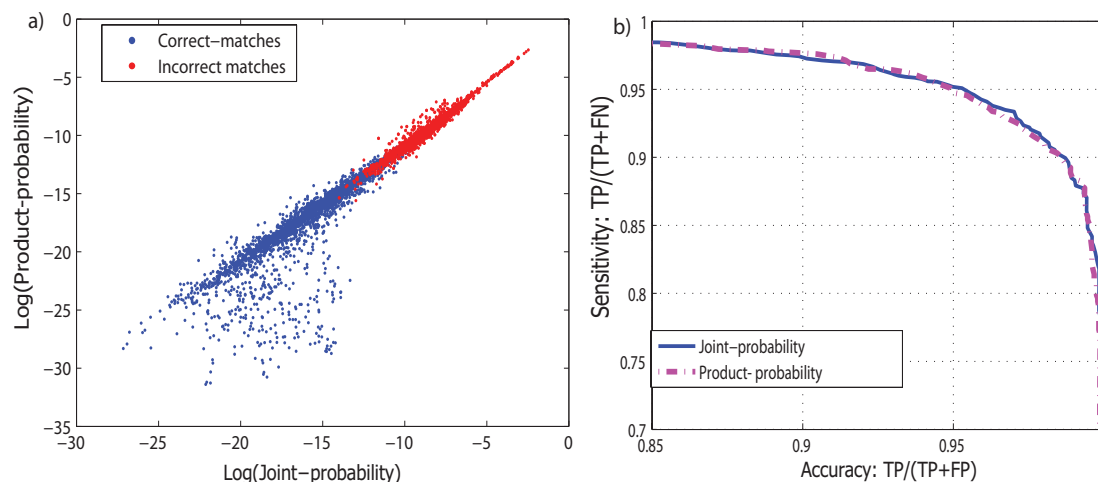 a)
Correct−matches
Incorrect matches
0
−5
−10
−15
−20
−25
−30
−35
Log(Product-probability)
−30 −25 −20 −15 −10 −5 0
Log(Joint−probability)
b)
1
0.95
0.9
0.85
0.8
0.75
0.7
Sensitivity: TP/(TP+FN)
Joint−probability
Product- probability
0.85 0.9 0.95
Accuracy: TP/(TP+FP)